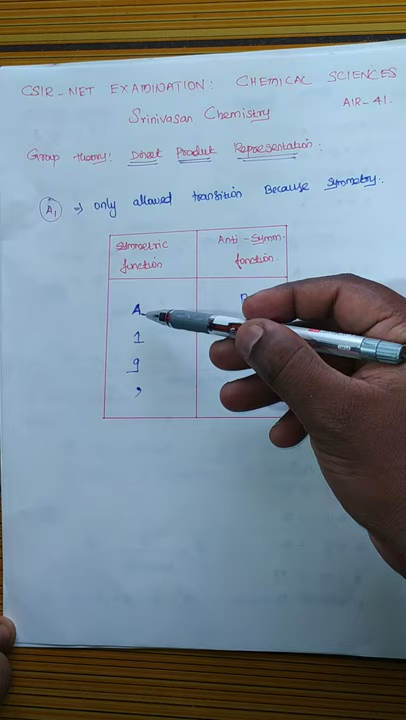 CSIR-NET EXAMINATION: CHEMICAL SCIENCES
Srinivasan Chemistry AIR-41.
Group theory: Direct Product Representation:
A1 → only allowed transition Because symmetry.
Symmetric function
Anti-Symm. function.
A
1
g
'